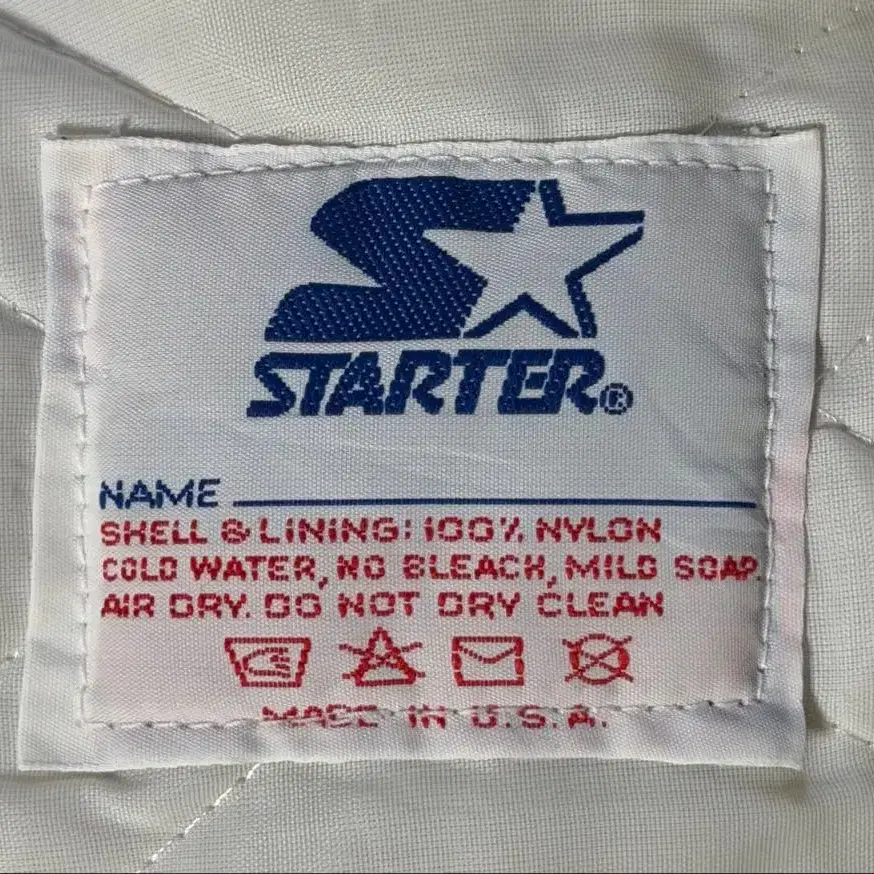 STARTER®
NAME
SHELL & LINING: 100% NYLON
COLD WATER, NO BLEACH, MILD SOAP.
AIR DRY. DO NOT DRY CLEAN
MADE IN U.S.A.